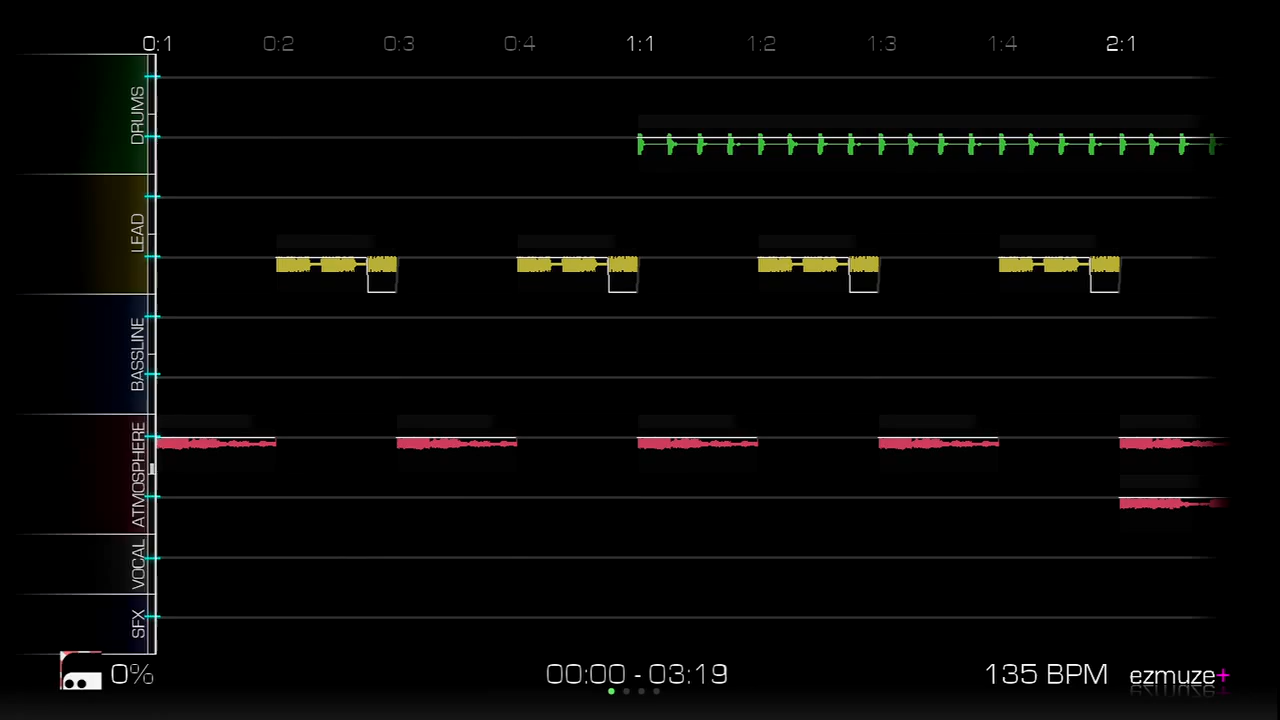 0:1 0:2 0:3 0:4 1:1 1:2 1:3 1:4 2:1
DRUMS
LEAD
BASSLINE
ATMOSPHERE
VOCAL
SFX
0% 00:00 - 03:19 135 BPM ezmuze+